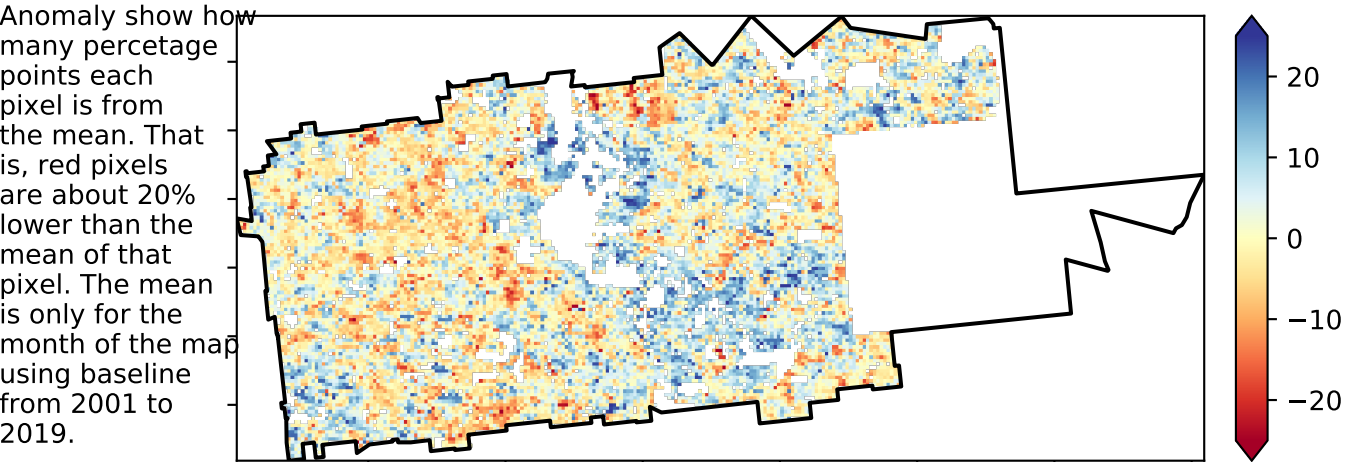 Anomaly show how
many percetage
points each
pixel is from
the mean. That
is, red pixels
are about 20%
lower than the
mean of that
pixel. The mean
is only for the
month of the map
using baseline
from 2001 to
2019.
20
10
0
−10
−20